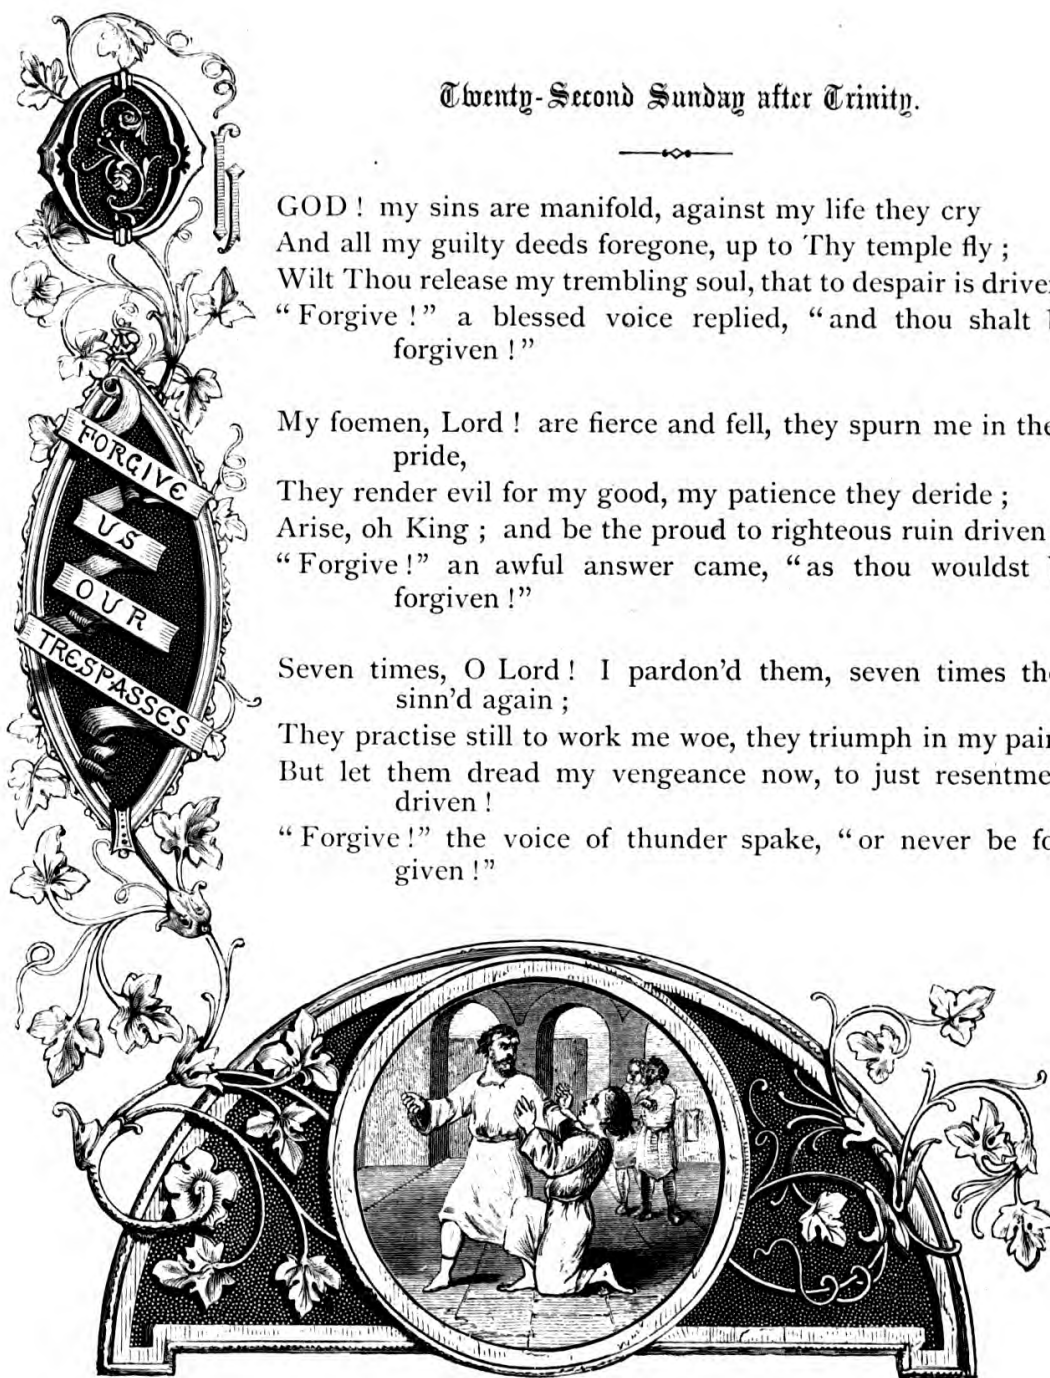 Twenty-Second Sunday after Trinity.
Oh
GOD ! my sins are manifold, against my life they cry
And all my guilty deeds foregone, up to Thy temple fly ;
Wilt Thou release my trembling soul, that to despair is drive
“ Forgive !” a blessed voice replied, “ and thou shalt
forgiven !”
My foemen, Lord ! are fierce and fell, they spurn me in the
pride,
They render evil for my good, my patience they deride ;
Arise, oh King ; and be the proud to righteous ruin driven
“ Forgive !” an awful answer came, “ as thou wouldst
forgiven !”
Seven times, O Lord ! I pardon’d them, seven times the
sinn’d again ;
They practise still to work me woe, they triumph in my pain
But let them dread my vengeance now, to just resentme
driven !
“ Forgive !” the voice of thunder spake, “ or never be fo
given !”
FORGIVE
US
OUR
TRESPASSES